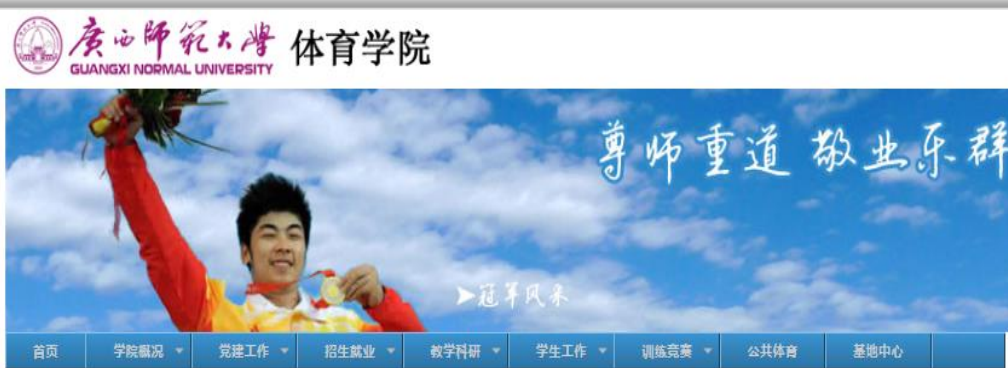 廣西师范大学 体育学院
GUANGXI NORMAL UNIVERSITY
尊师重道 敬业乐群
➤冠军风采
首页 学院概况 党建工作 招生就业 教学科研 学生工作 训练竞赛 公共体育 基地中心